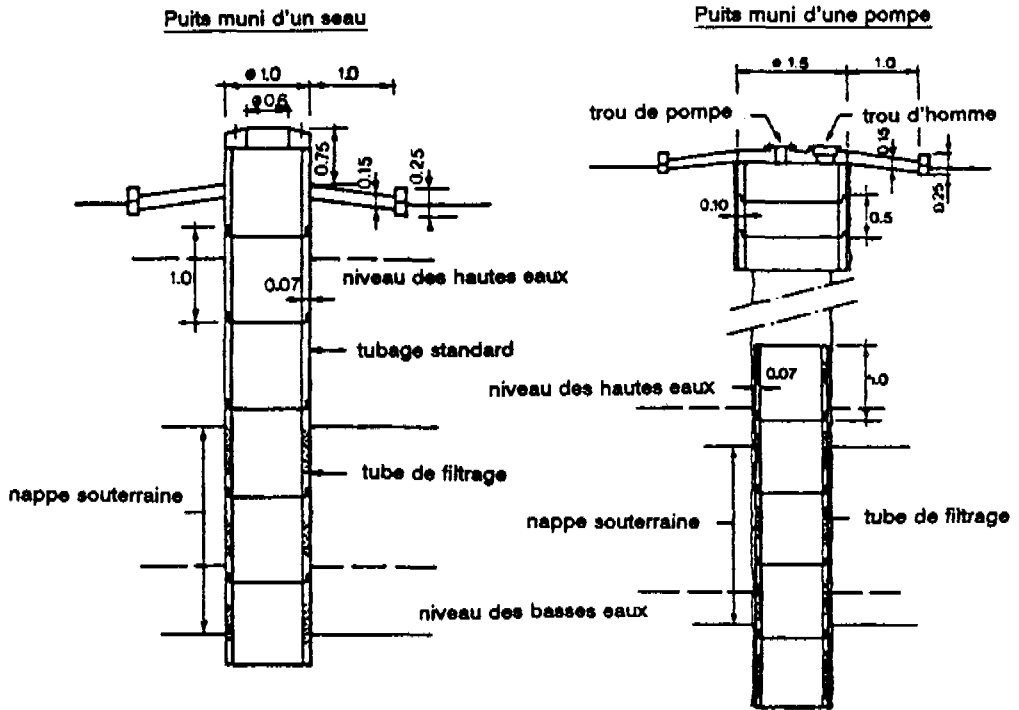 Puits muni d'un seau
ø 1.0
1.0
ø 0.6
0.75
0.15
0.25
1.0
0.07
niveau des hautes eaux
tubage standard
tube de filtrage
nappe souterraine
niveau des basses eaux
Puits muni d'une pompe
ø 1.5
1.0
trou de pompe
trou d'homme
0.15
0.25
0.10
0.5
niveau des hautes eaux
0.07
1.0
nappe souterraine
tube de filtrage